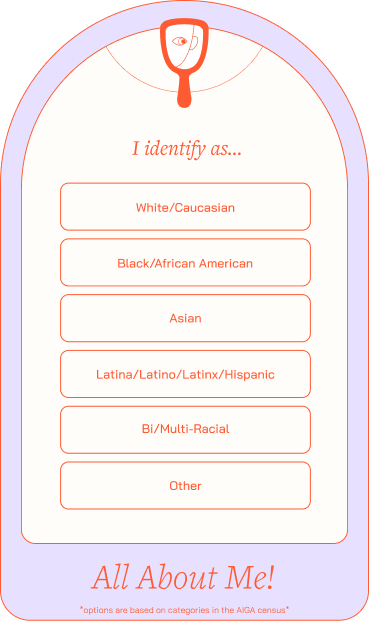 I identify as...
White/Caucasian
Black/African American
Asian
Latina/Latino/Latinx/Hispanic
Bi/Multi-Racial
Other
All About Me!
*options are based on categories in the AIGA census*